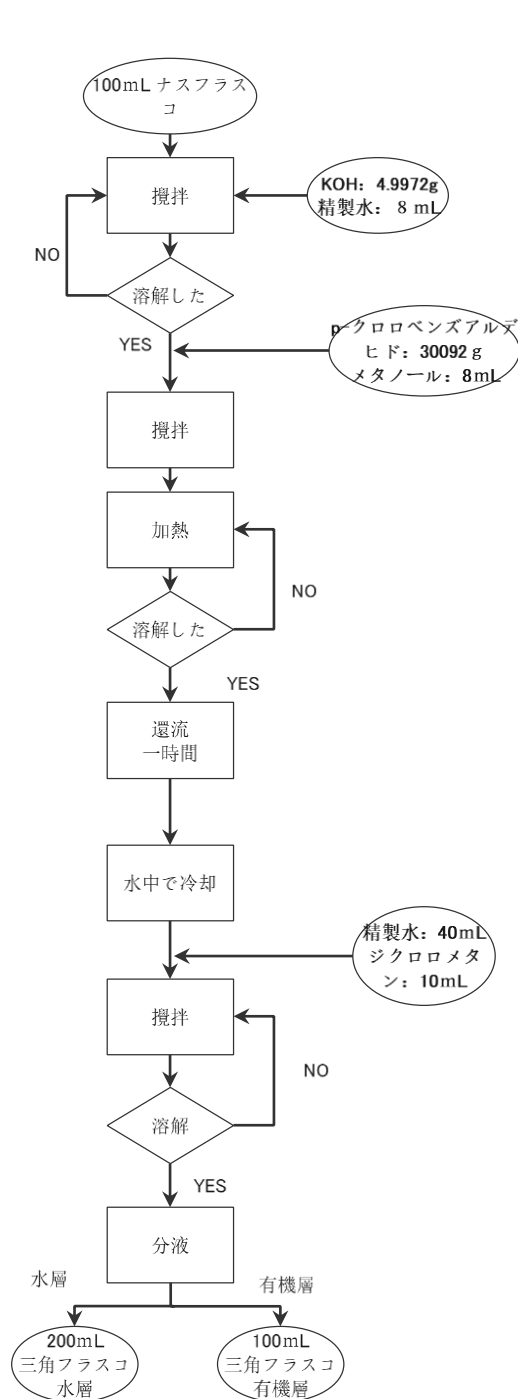 100mL ナスフラス
コ
攪拌
KOH：4.9972g
精製水：8 mL
NO
溶解した
YES
p-クロロベンズアルデ
ヒド：30092 g
メタノール：8mL
攪拌
加熱
NO
溶解した
YES
還流
一時間
水中で冷却
精製水：40mL
ジクロロメタ
ン：10mL
攪拌
NO
溶解
YES
分液
水層
有機層
200mL
三角フラスコ
水層
100mL
三角フラスコ
有機層